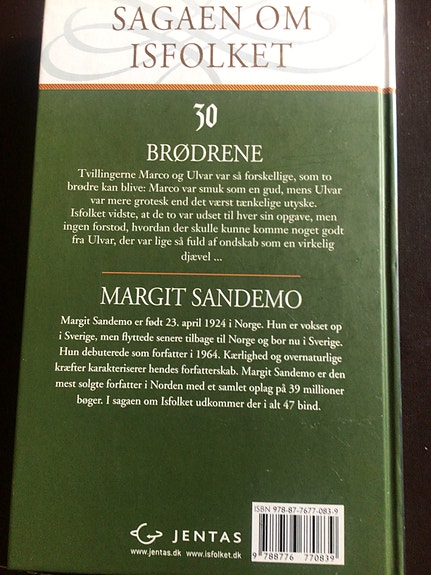 SAGAEN OM
ISFOLKET
30
BRØDRENE
Tvillingerne Marco og Ulvar var så forskellige, som to
brødre kan blive: Marco var smuk som en gud, mens Ulvar
var mere grotesk end det værst tænkelige utyske.
Isfolket vidste, at de to var udset til hver sin opgave, men
ingen forstod, hvordan der skulle kunne komme noget godt
fra Ulvar, der var lige så fuld af ondskab som en virkelig
djævel ...
MARGIT SANDEMO
Margit Sandemo er født 23. april 1924 i Norge. Hun er vokset op
i Sverige, men flyttede senere tilbage til Norge og bor nu i Sverige.
Hun debuterede som forfatter i 1964. Kærlighed og overnaturlige
kræfter karakteriserer hendes forfatterskab. Margit Sandemo er den
mest solgte forfatter i Norden med et samlet oplag på 39 millioner
bøger. I sagaen om Isfolket udkommer der i alt 47 bind.
ISBN 978-87-7677-083-9
9 788776 770839
JENTAS
www.jentas.dk www.isfolket.dk